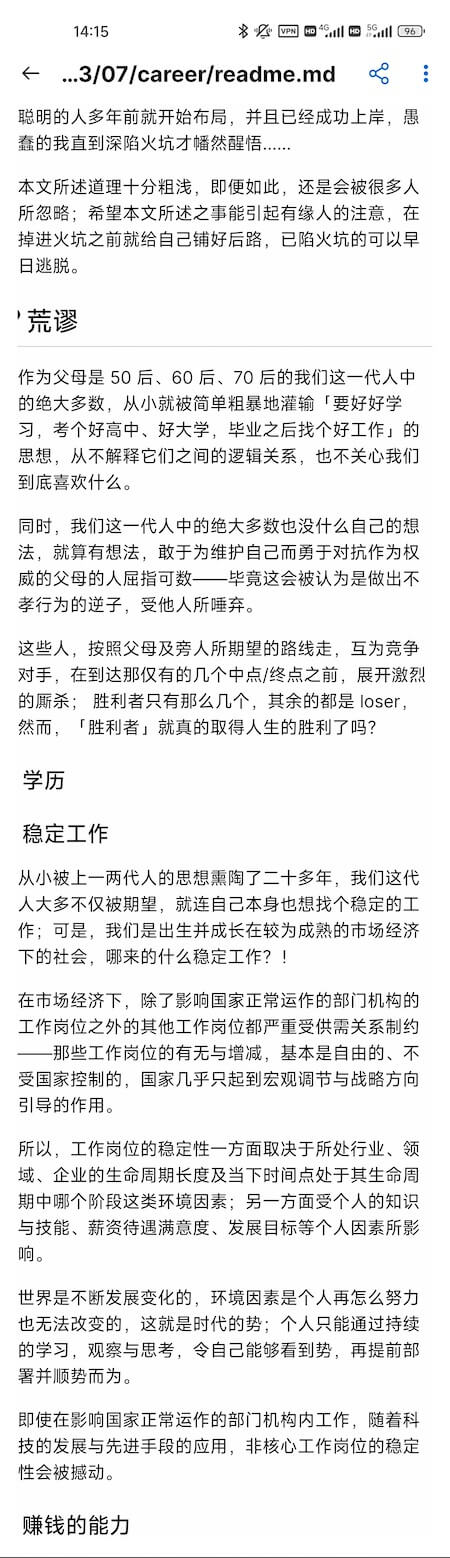 14:15
VPN HD 4G HD 5G 96
...3/07/career/readme.md
聪明的人多年前就开始布局，并且已经成功上岸，愚
蠢的我直到深陷火坑才幡然醒悟......
本文所述道理十分粗浅，即便如此，还是会被很多人
所忽略；希望本文所述之事能引起有缘人的注意，在
掉进火坑之前就给自己铺好后路，已陷火坑的可以早
日逃脱。
荒谬
作为父母是 50 后、60 后、70 后的我们这一代人中
的绝大多数，从小就被简单粗暴地灌输「要好好学
习，考个好高中、好大学，毕业之后找个好工作」的
思想，从不解释它们之间的逻辑关系，也不关心我们
到底喜欢什么。
同时，我们这一代人中的绝大多数也没什么自己的想
法，就算有想法，敢于为维护自己而勇于对抗作为权
威的父母的人屈指可数——毕竟这会被认为是做出不
孝行为的逆子，受他人所唾弃。
这些人，按照父母及旁人所期望的路线走，互为竞争
对手，在到达那仅有的几个中点/终点之前，展开激烈
的厮杀； 胜利者只有那么几个，其余的都是 loser，
然而，「胜利者」就真的取得人生的胜利了吗？
学历
稳定工作
从小被上一两代人的思想熏陶了二十多年，我们这代
人大多不仅被期望，就连自己本身也想找个稳定的工
作；可是，我们是出生并成长在较为成熟的市场经济
下的社会，哪来的什么稳定工作？！
在市场经济下，除了影响国家正常运作的部门机构的
工作岗位之外的其他工作岗位都严重受供需关系制约
——那些工作岗位的有无与增减，基本是自由的、不
受国家控制的，国家几乎只起到宏观调节与战略方向
引导的作用。
所以，工作岗位的稳定性一方面取决于所处行业、领
域、企业的生命周期长度及当下时间点处于其生命周
期中哪个阶段这类环境因素；另一方面受个人的知识
与技能、薪资待遇满意度、发展目标等个人因素所影
响。
世界是不断发展变化的，环境因素是个人再怎么努力
也无法改变的，这就是时代的势；个人只能通过持续
的学习，观察与思考，令自己能够看到势，再提前部
署并顺势而为。
即使在影响国家正常运作的部门机构内工作，随着科
技的发展与先进手段的应用，非核心工作岗位的稳定
性会被撼动。
赚钱的能力